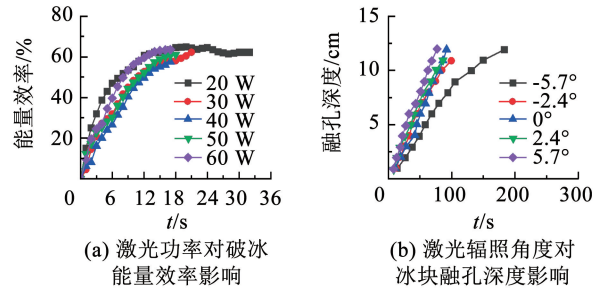 能量效率/%
80
60
40
20
0
6 12 18 24 30 36
t/s
20 W
30 W
40 W
50 W
60 W
(a) 激光功率对破冰
能量效率影响
融孔深度/cm
15
10
5
0
100 200 300
t/s
-5.7°
-2.4°
0°
2.4°
5.7°
(b) 激光辐照角度对
冰块融孔深度影响